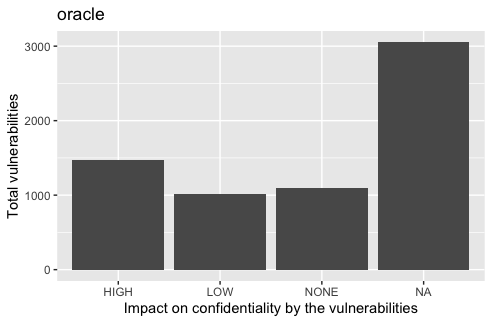 oracle
Total vulnerabilities
3000
2000
1000
0
HIGH LOW NONE NA
Impact on confidentiality by the vulnerabilities